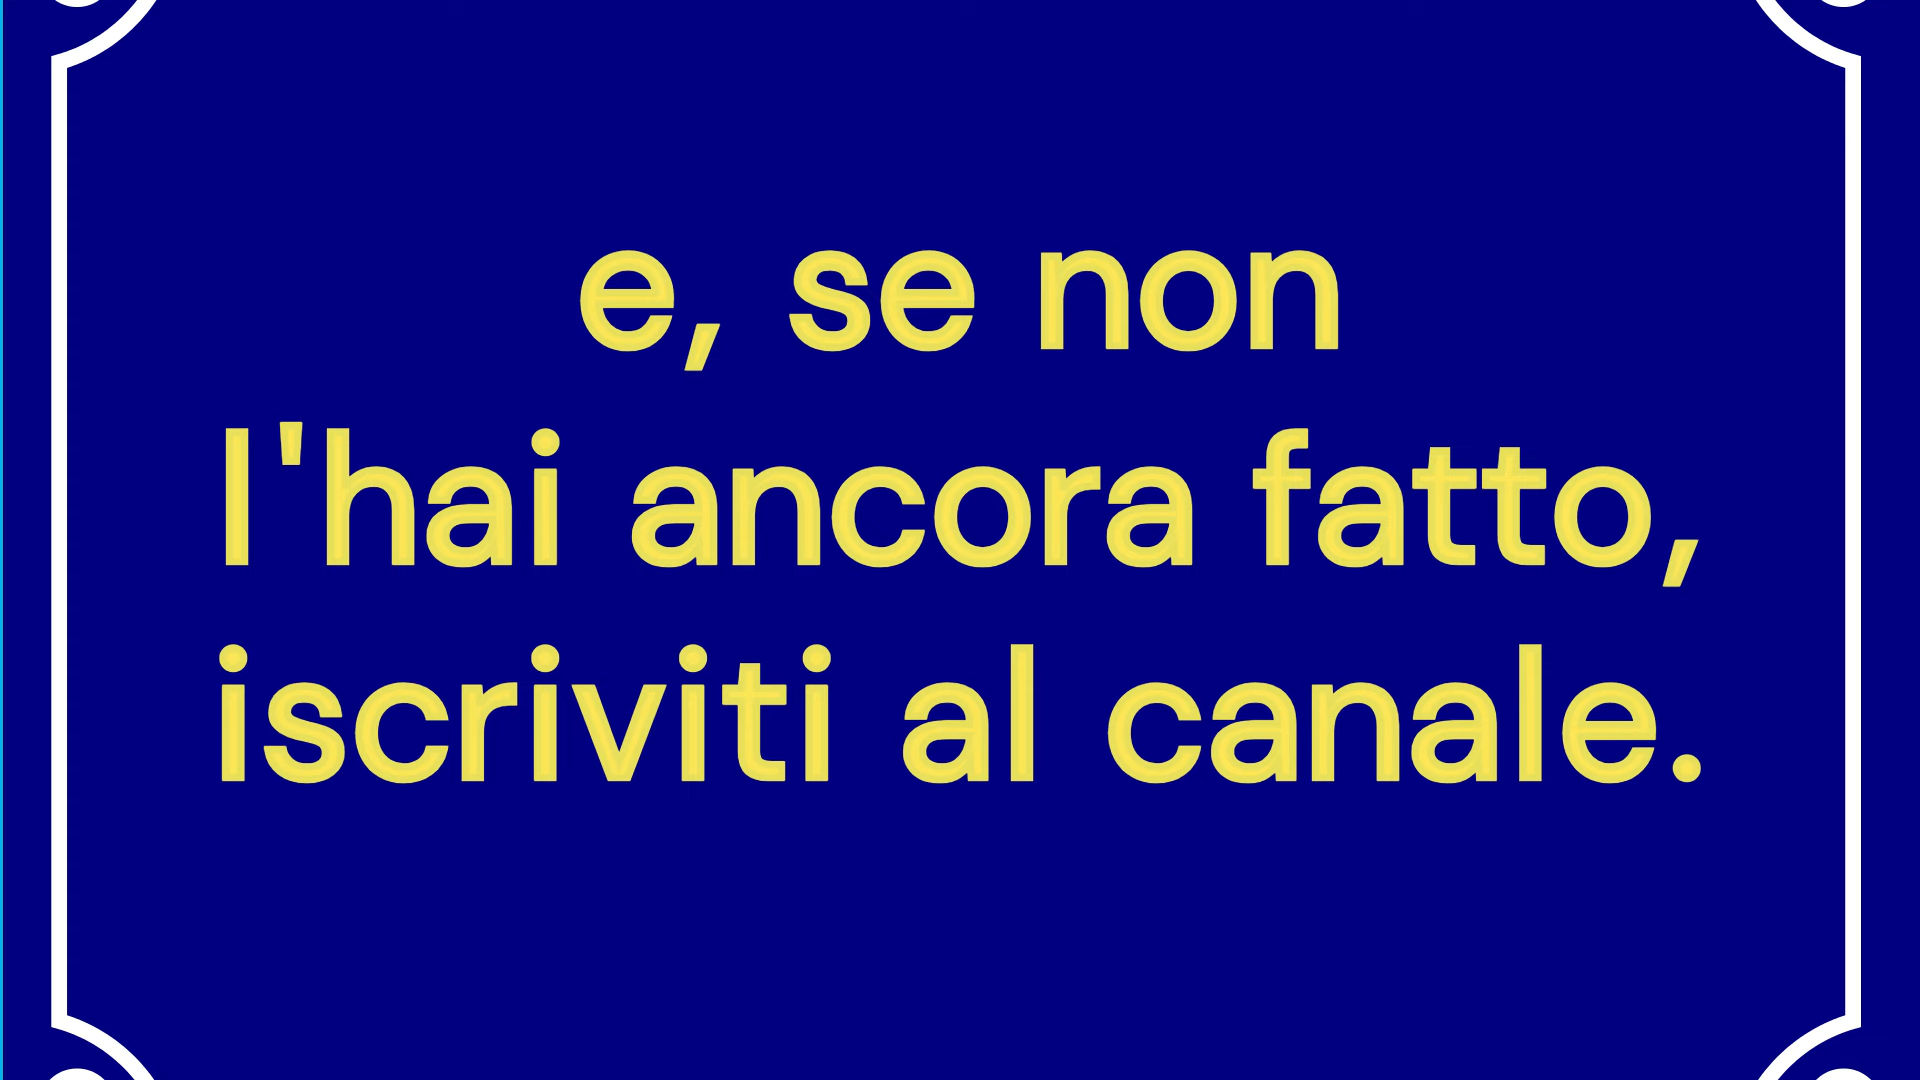 e, se non
l'hai ancora fatto,
iscriviti al canale.